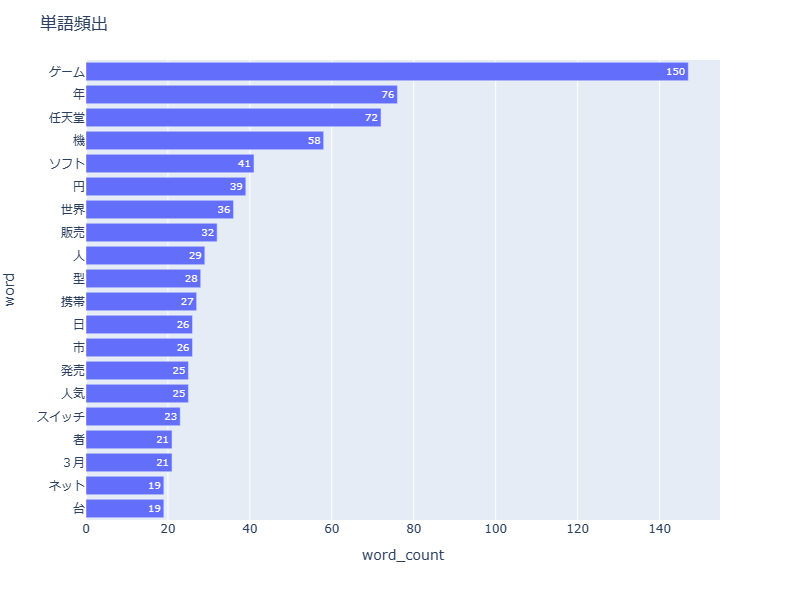 単語頻出
ゲーム 150
年 76
任天堂 72
機 58
ソフト 41
円 39
世界 36
販売 32
人 29
型 28
携帯 27
日 26
市 26
発売 25
人気 25
スイッチ 23
者 21
３月 21
ネット 19
台 19
word
0 20 40 60 80 100 120 140
word_count